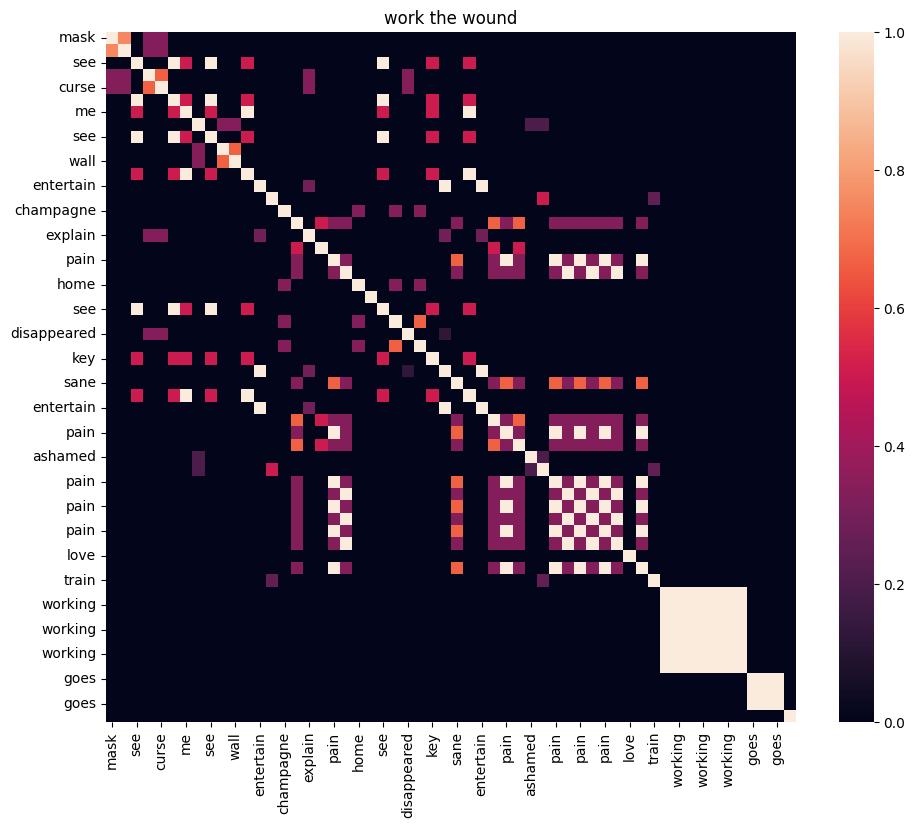 work the wound
mask
see
curse
me
see
wall
entertain
champagne
explain
pain
home
see
disappeared
key
sane
entertain
pain
ashamed
pain
pain
pain
love
train
working
working
working
goes
goes
1.0
0.8
0.6
0.4
0.2
0.0
mask
see
curse
me
see
wall
entertain
champagne
explain
pain
home
see
disappeared
key
sane
entertain
pain
ashamed
pain
pain
pain
love
train
working
working
working
goes
goes